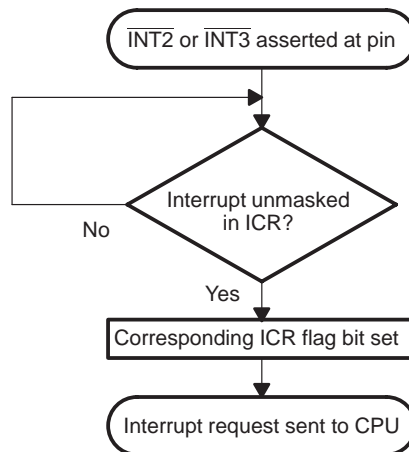 INT2 or INT3 asserted at pin
Interrupt unmasked
in ICR?
No
Yes
Corresponding ICR flag bit set
Interrupt request sent to CPU